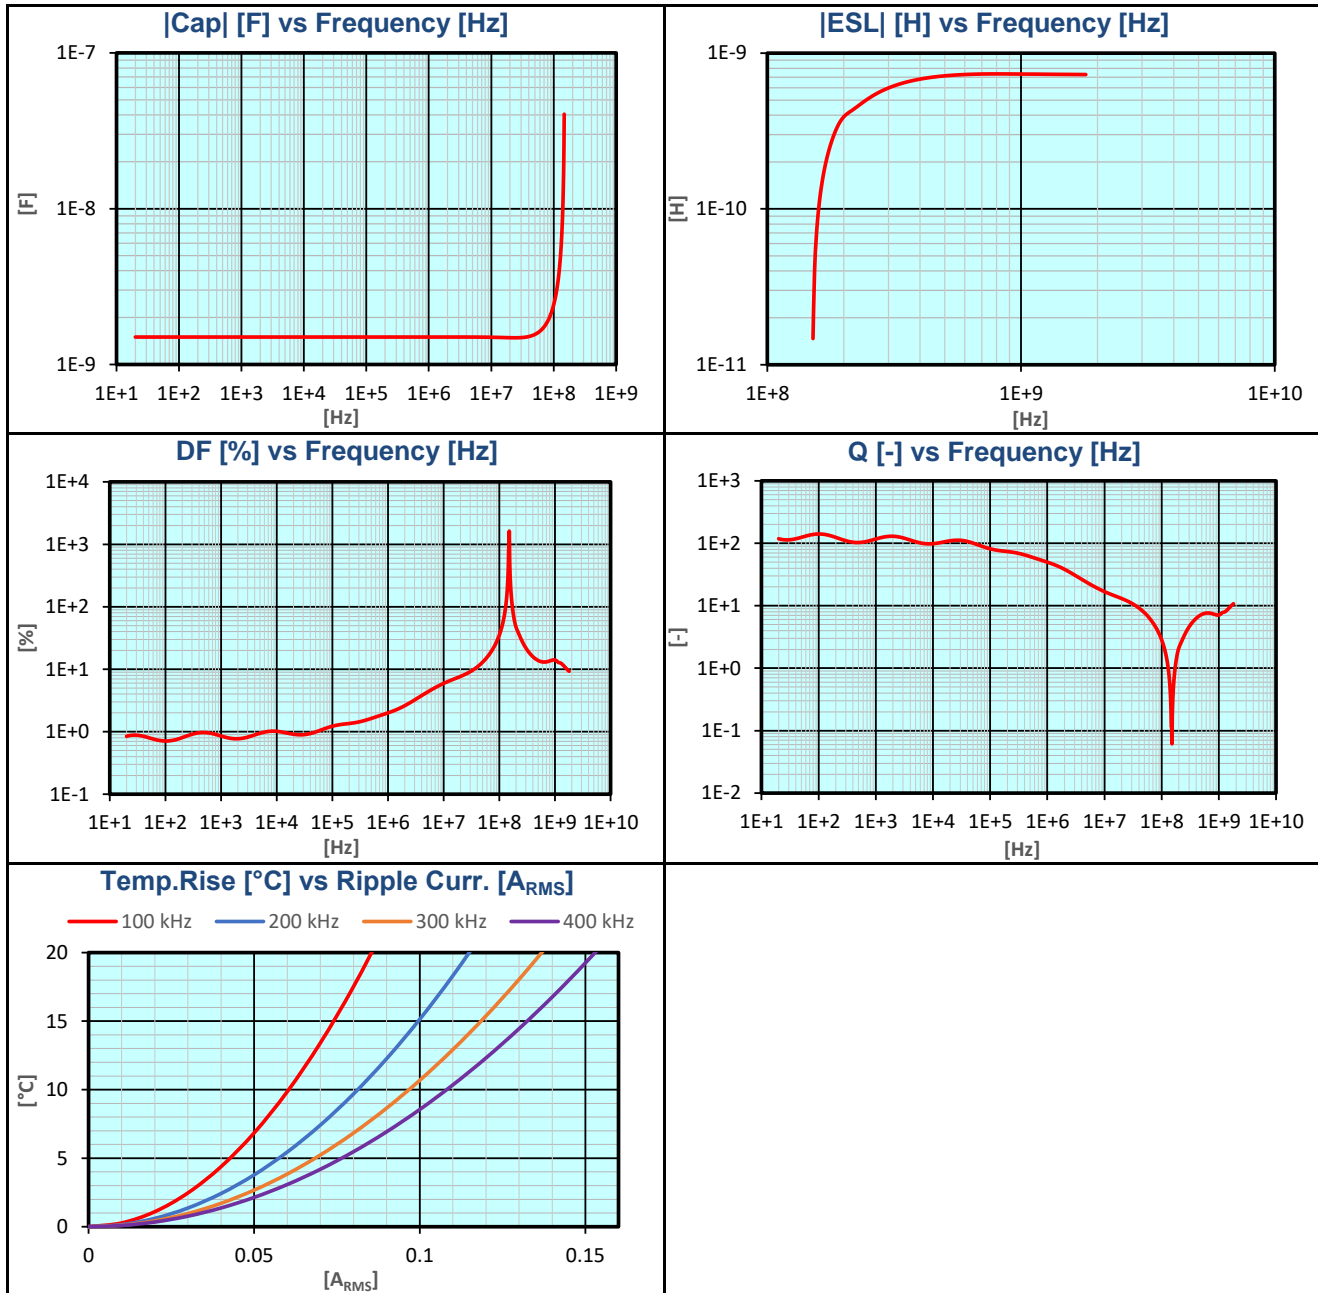 |Cap| [F] vs Frequency [Hz]
1E-7
1E-8
1E-9
[F]
1E+1 1E+2 1E+3 1E+4 1E+5 1E+6 1E+7 1E+8 1E+9
[Hz]
|ESL| [H] vs Frequency [Hz]
1E-9
1E-10
1E-11
[H]
1E+8 1E+9 1E+10
[Hz]
DF [%] vs Frequency [Hz]
1E+4
1E+3
1E+2
1E+1
1E+0
1E-1
[%]
1E+1 1E+2 1E+3 1E+4 1E+5 1E+6 1E+7 1E+8 1E+9 1E+10
[Hz]
Q [-] vs Frequency [Hz]
1E+3
1E+2
1E+1
1E+0
1E-1
1E-2
[-]
1E+1 1E+2 1E+3 1E+4 1E+5 1E+6 1E+7 1E+8 1E+9 1E+10
[Hz]
Temp.Rise [°C] vs Ripple Curr. [ARMS]
100 kHz 200 kHz 300 kHz 400 kHz
20
15
10
5
0
[°C]
0 0.05 0.1 0.15
[ARMS]